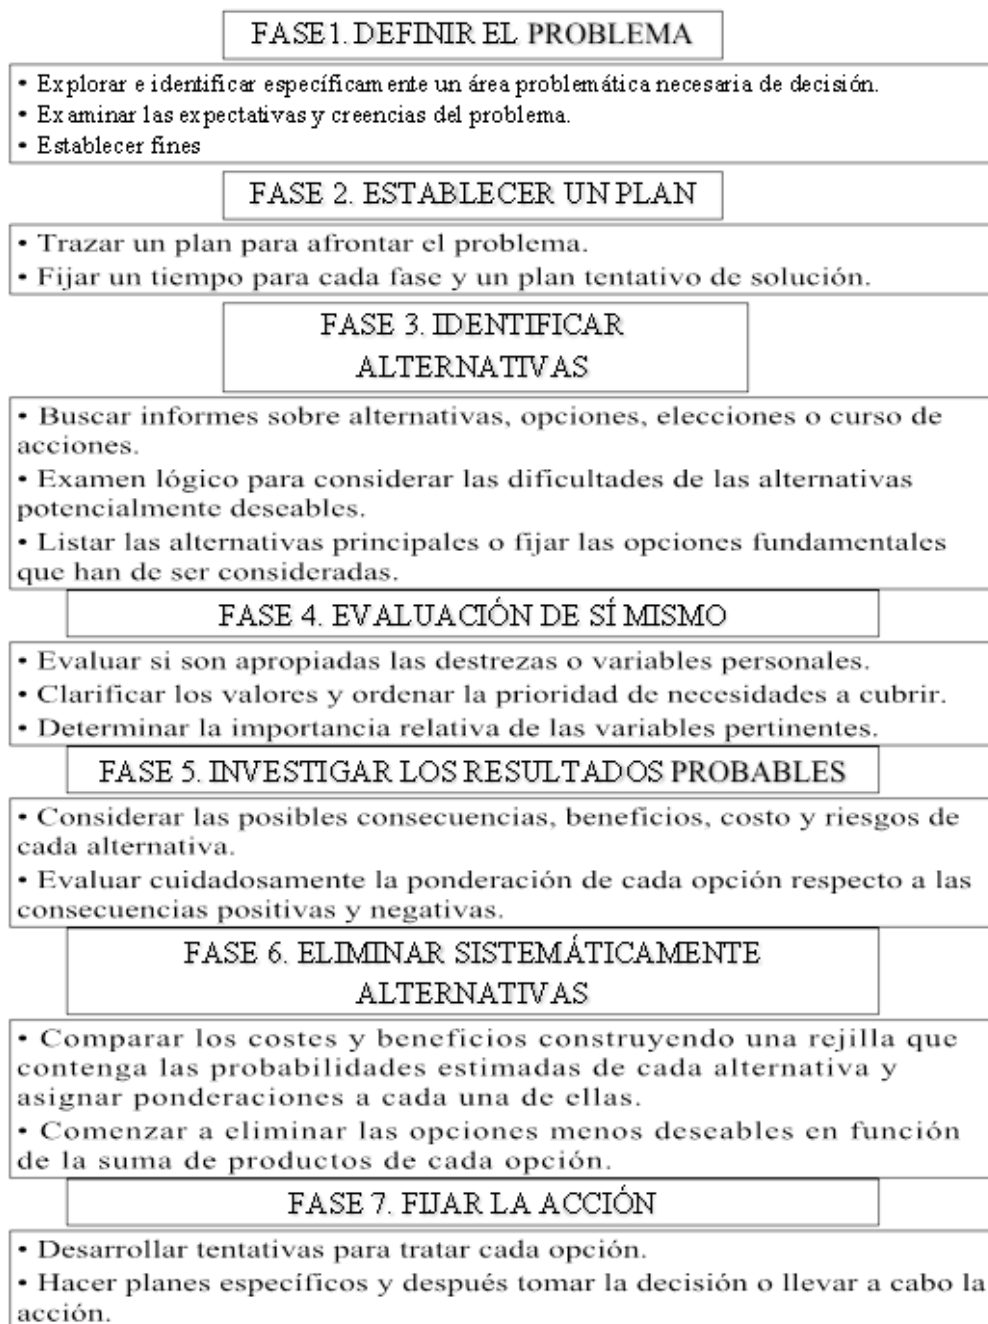 FASE1. DEFINIR EL PROBLEMA
• Explorar e identificar específicamente un área problemática necesaria de decisión.
• Examinar las expectativas y creencias del problema.
• Establecer fines
FASE 2. ESTABLECER UN PLAN
• Trazar un plan para afrontar el problema.
• Fijar un tiempo para cada fase y un plan tentativo de solución.
FASE 3. IDENTIFICAR
ALTERNATIVAS
• Buscar informes sobre alternativas, opciones, elecciones o curso de
acciones.
• Examen lógico para considerar las dificultades de las alternativas
potencialmente deseables.
• Listar las alternativas principales o fijar las opciones fundamentales
que han de ser consideradas.
FASE 4. EVALUACIÓN DE SÍ MISMO
• Evaluar si son apropiadas las destrezas o variables personales.
• Clarificar los valores y ordenar la prioridad de necesidades a cubrir.
• Determinar la importancia relativa de las variables pertinentes.
FASE 5. INVESTIGAR LOS RESULTADOS PROBABLES
• Considerar las posibles consecuencias, beneficios, costo y riesgos de
cada alternativa.
• Evaluar cuidadosamente la ponderación de cada opción respecto a las
consecuencias positivas y negativas.
FASE 6. ELIMINAR SISTEMÁTICAMENTE
ALTERNATIVAS
• Comparar los costes y beneficios construyendo una rejilla que
contenga las probabilidades estimadas de cada alternativa y
asignar ponderaciones a cada una de ellas.
• Comenzar a eliminar las opciones menos deseables en función
de la suma de productos de cada opción.
FASE 7. FIJAR LA ACCIÓN
• Desarrollar tentativas para tratar cada opción.
• Hacer planes específicos y después tomar la decisión o llevar a cabo la
acción.